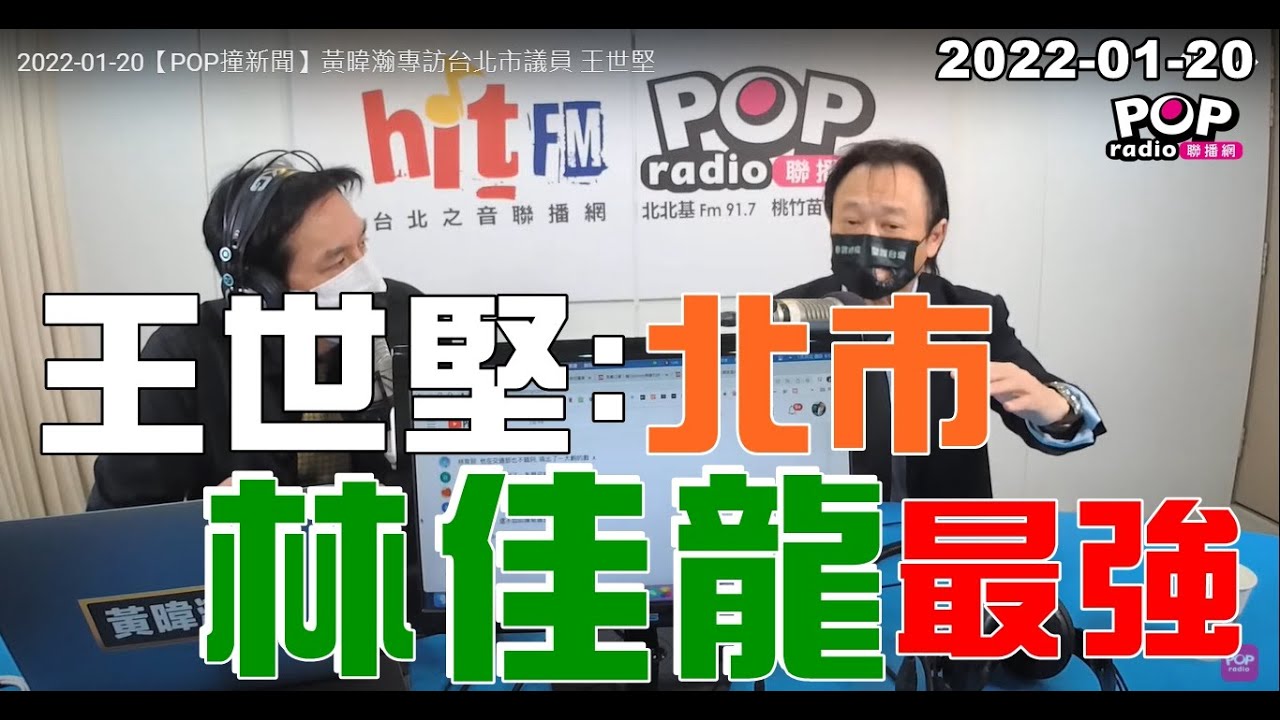 2022-01-20【POP撞新聞】黃暐瀚專訪台北市議員 王世堅
2022-01-20
POP
radio 聯播網
hit FM
台北之音聯播網
POP
radio 聯播
北北基 Fm 91.7 桃竹苗
王世堅:北市
林佳龍最強
黃暐瀚
POP
radio